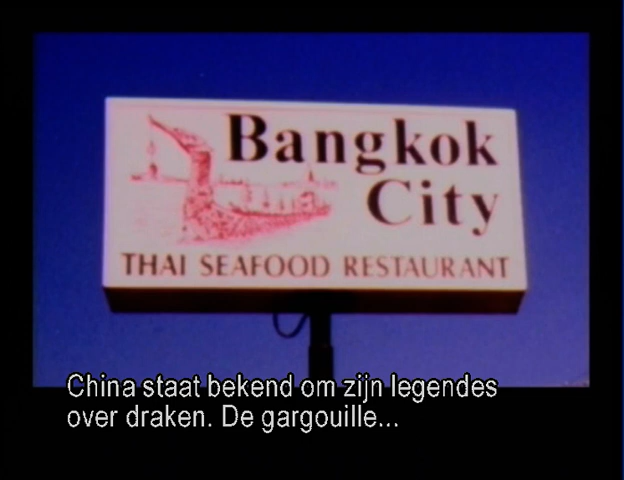 Bangkok
City
THAI SEAFOOD RESTAURANT
China staat bekend om zijn legendes
over draken. De gargouille...